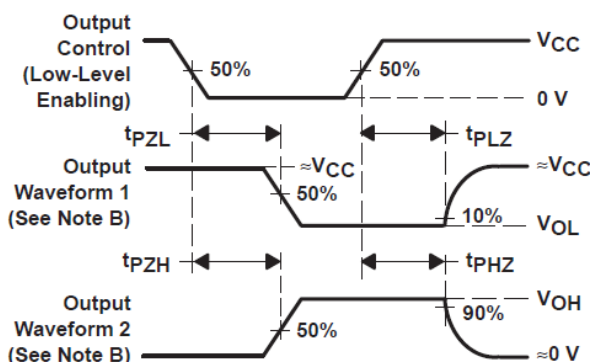 Output
Control
(Low-Level
Enabling)
50%
50%
VCC
0 V
tPZL
tPLZ
Output
Waveform 1
(See Note B)
≈VCC
50%
≈VCC
10%
VOL
tPZH
tPHZ
Output
Waveform 2
(See Note B)
50%
VOH
90%
≈0 V